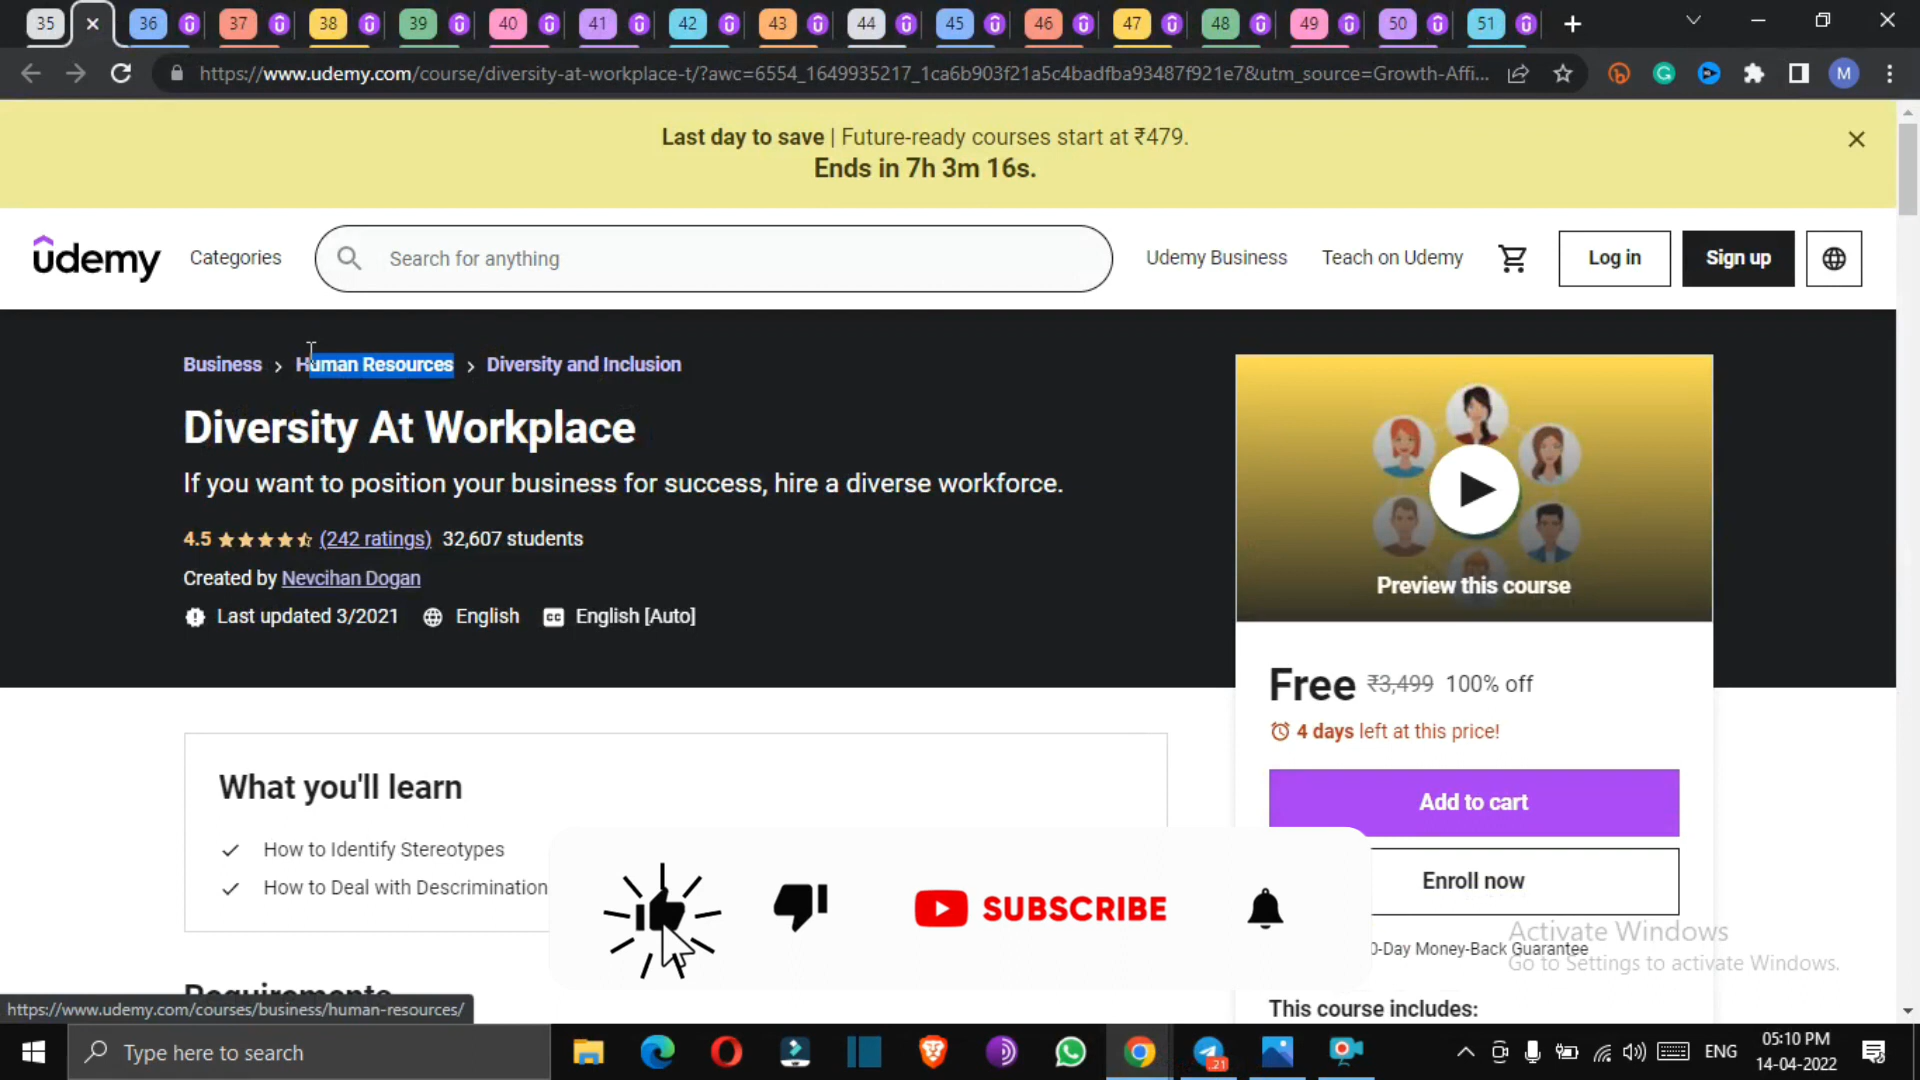 35 36 37 38 39 40 41 42 43 44 45 46 47 48 49 50 51
https://www.udemy.com/course/diversity-at-workplace-t/?awc=6554_1649935217_1ca6b903f21a5c4badfba93487f921e7&utm_source=Growth-Affi...
M
Last day to save | Future-ready courses start at ₹479.
Ends in 7h 3m 16s.
udemy Categories Search for anything Udemy Business Teach on Udemy Log in Sign up
Business > Human Resources > Diversity and Inclusion
Diversity At Workplace
If you want to position your business for success, hire a diverse workforce.
4.5 (242 ratings) 32,607 students
Created by Nevcihan Dogan
Last updated 3/2021 English CC English [Auto]
Preview this course
Free ₹3,499 100% off
4 days left at this price!
Add to cart
Enroll now
0-Day Money-Back Guarantee
This course includes:
What you'll learn
How to Identify Stereotypes
How to Deal with Descrimination
SUBSCRIBE
Activate Windows
Go to Settings to activate Windows.
Requirements
https://www.udemy.com/courses/business/human-resources/
Type here to search
21
ENG
05:10 PM
14-04-2022